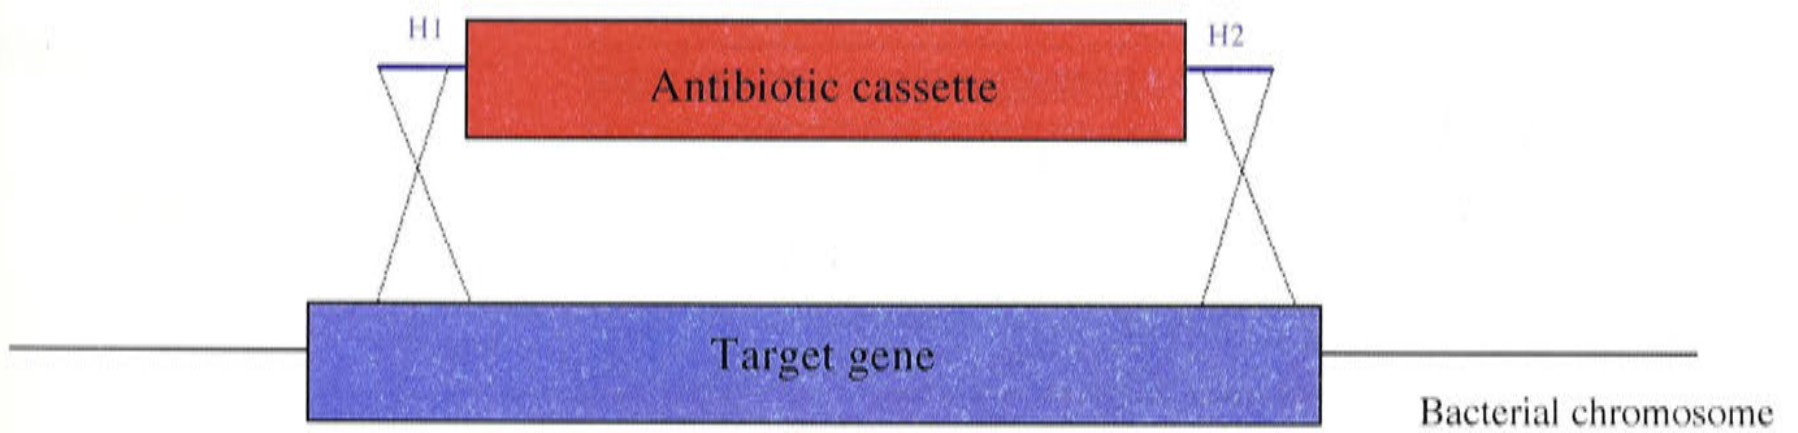 H1
H2
Antibiotic cassette
Target gene
Bacterial chromosome